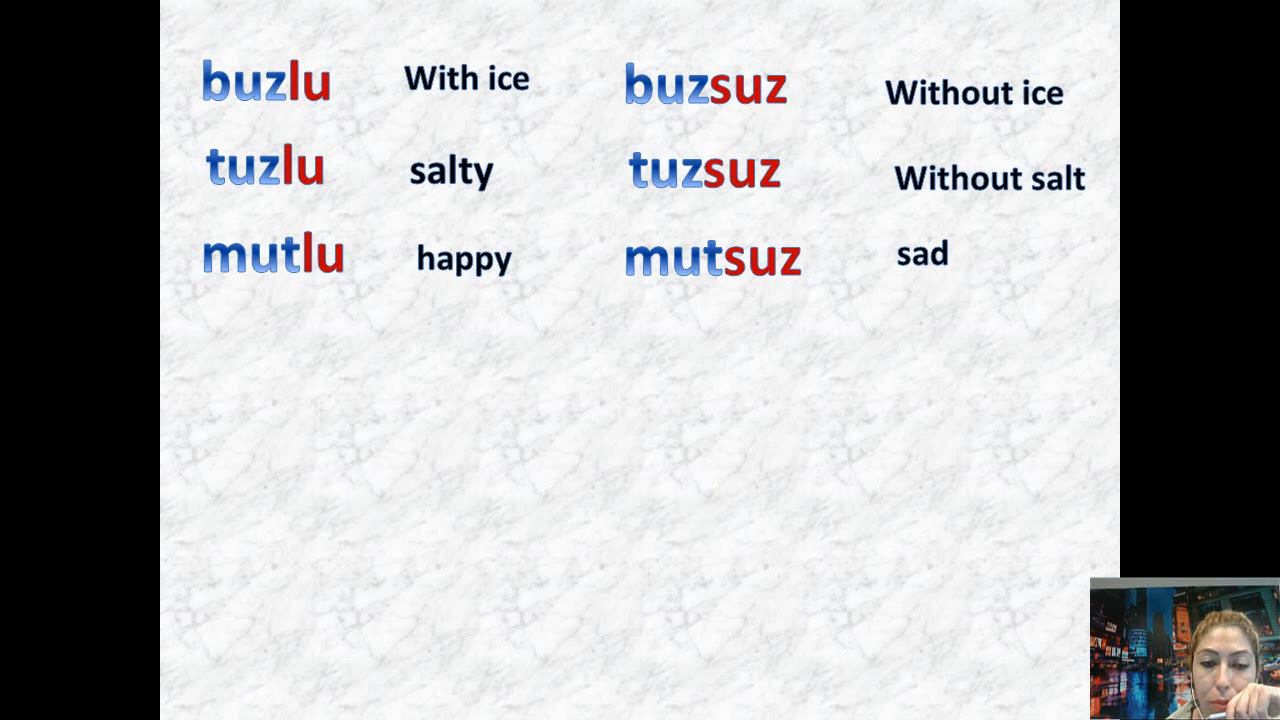 buzlu With ice buzsuz Without ice
tuzlu salty tuzsuz Without salt
mutlu happy mutsuz sad